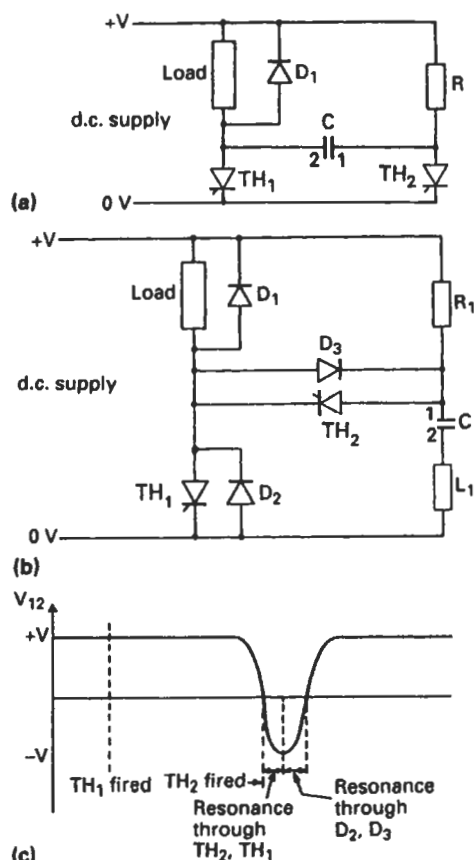 +V
Load
D1
R
d.c. supply
C
2 1
TH1
TH2
(a)
0 V
+V
Load
D1
R1
D3
d.c. supply
TH2
1
2
C
TH1
D2
L1
0 V
(b)
V12
+V
−V
TH1 fired
TH2 fired
Resonance through TH2, TH1
Resonance through D2, D3
(c)